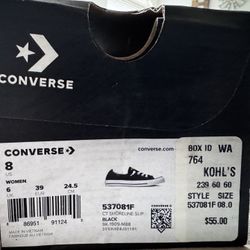 CONVERSE
CONVERSE
8
US
WOMEN
6
UK
39
EUR
24.5
CM
537081F
CT SHORELINE SLIP
BLACK
MADE IN VIETNAM
FABRIQUÉ AU VIETNAM
converse.com
BOX ID WA
764
KOHL'S
239 60 60
STYLE SIZE
537081F 08.0
$55.00